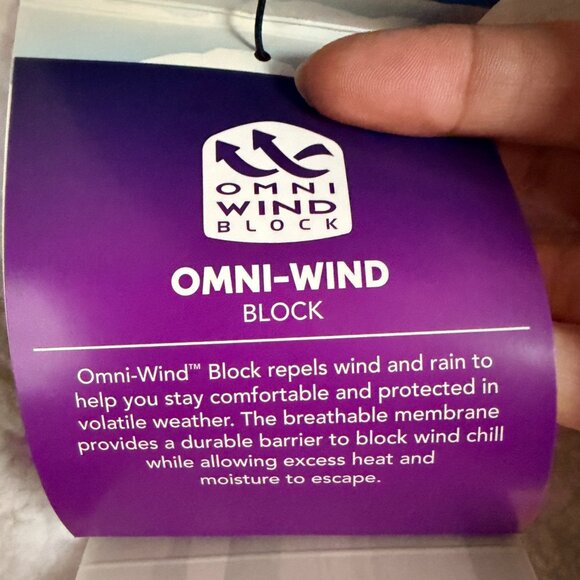 OMNI
WIND
BLOCK
OMNI-WIND
BLOCK
Omni-Wind™ Block repels wind and rain to
help you stay comfortable and protected in
volatile weather. The breathable membrane
provides a durable barrier to block wind chill
while allowing excess heat and
moisture to escape.